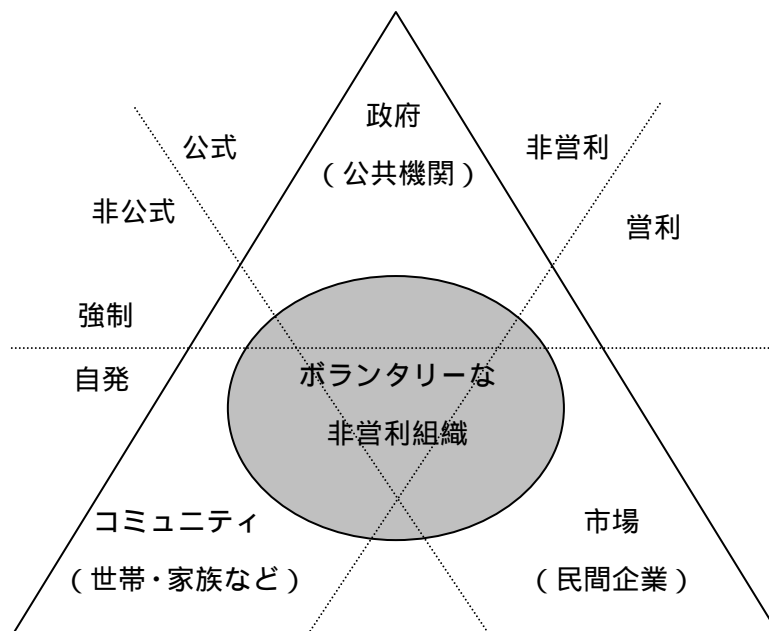 政府
（公共機関）
公式
非公式
非営利
営利
強制
自発
ボランタリーな
非営利組織
コミュニティ
（世帯・家族など）
市場
（民間企業）